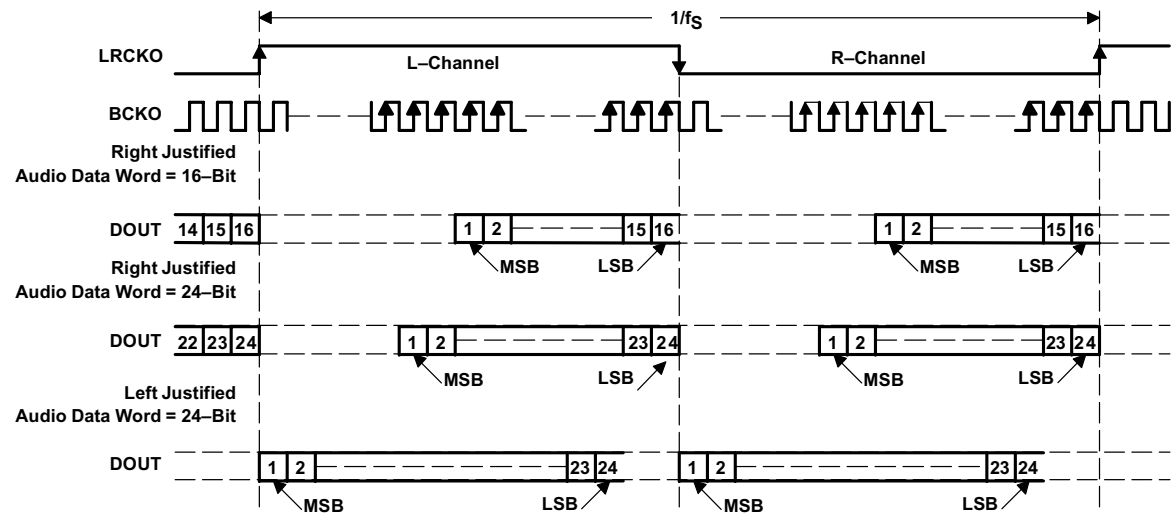 1/fS
LRCKO
L–Channel
R–Channel
BCKO
Right Justified
Audio Data Word = 16–Bit
DOUT
14 15 16 1 2 15 16 1 2 15 16
MSB LSB MSB LSB
Right Justified
Audio Data Word = 24–Bit
DOUT
22 23 24 1 2 23 24 1 2 23 24
MSB LSB MSB LSB
Left Justified
Audio Data Word = 24–Bit
DOUT
1 2 23 24 1 2 23 24
MSB LSB MSB LSB